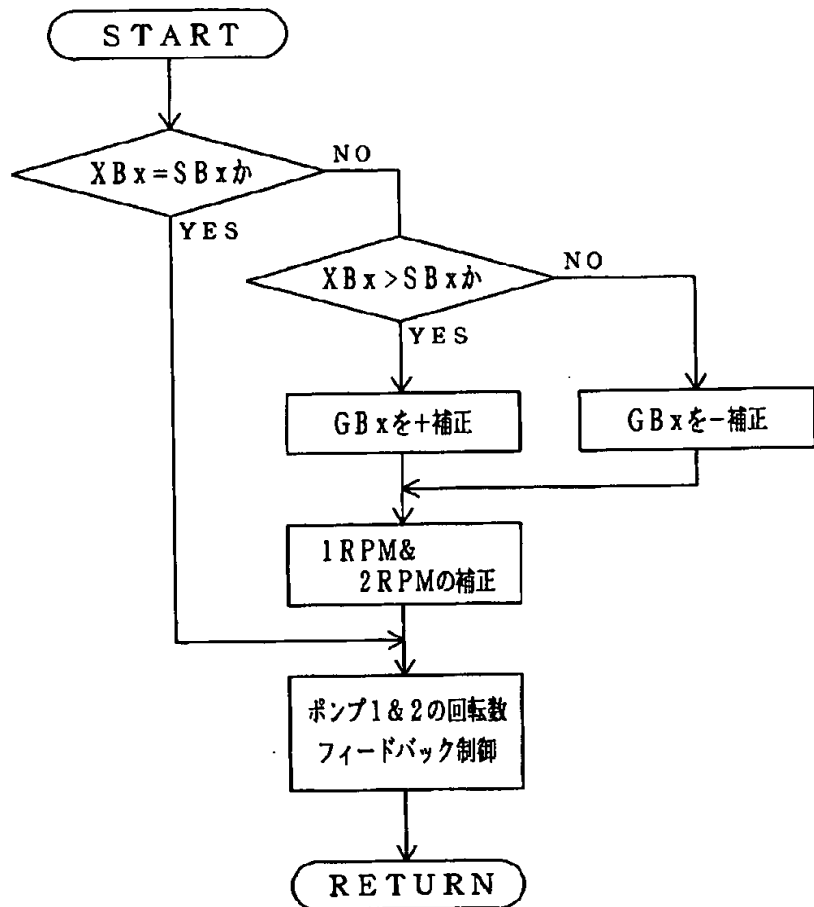 START
XBx=SBxか
NO
YES
XBx>SBxか
NO
YES
GBxを+補正
GBxを-補正
1RPM&
2RPMの補正
ポンプ1&2の回転数
フィードバック制御
RETURN